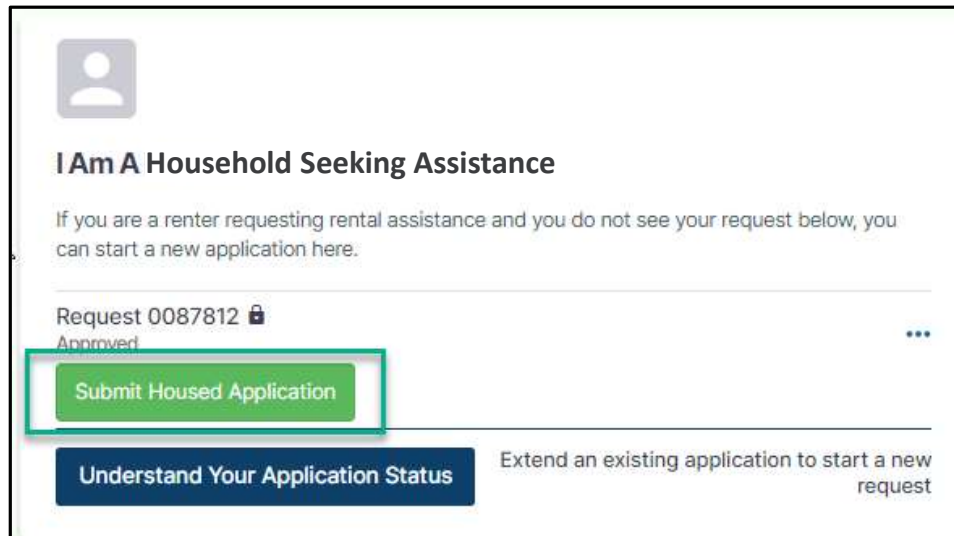 I Am A Household Seeking Assistance
If you are a renter requesting rental assistance and you do not see your request below, you
can start a new application here.
Request 0087812
Approved
Submit Housed Application
Understand Your Application Status
Extend an existing application to start a new
request